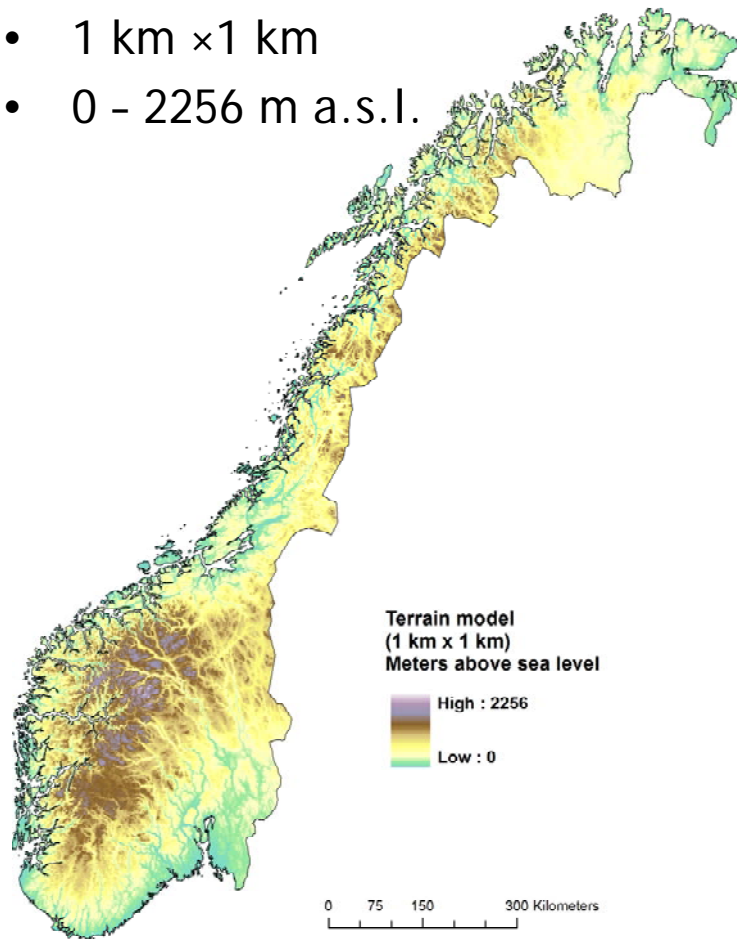 • 1 km ×1 km
• 0 – 2256 m a.s.l.
Terrain model
(1 km x 1 km)
Meters above sea level
High : 2256
Low : 0
0 75 150 300 Kilometers